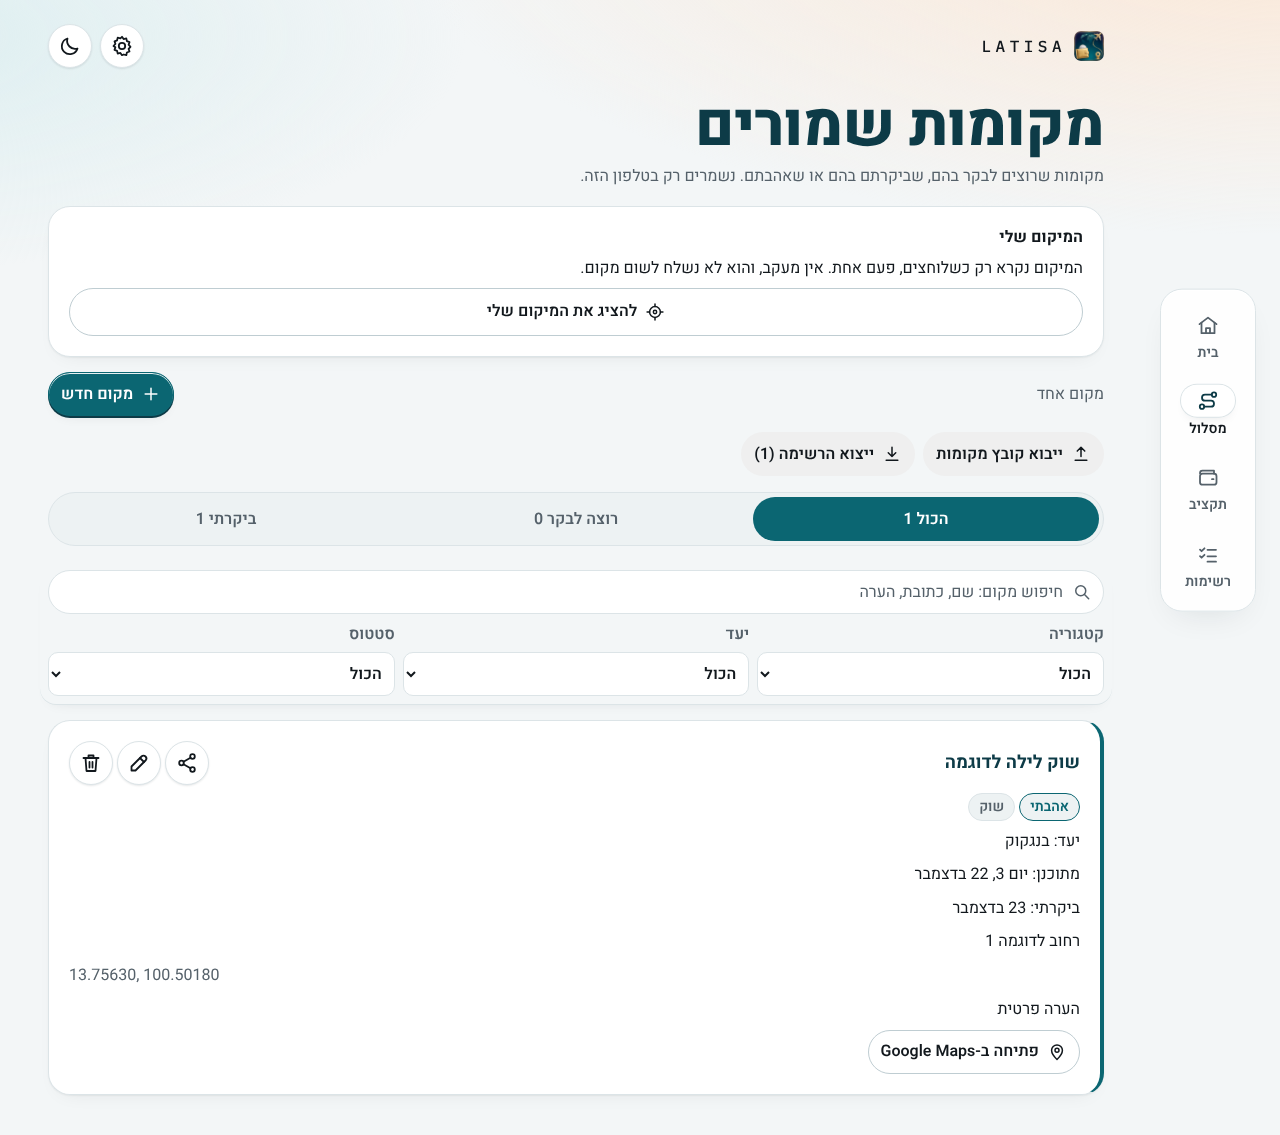 LATISA
מקומות שמורים
מקומות שרוצים לבקר בהם, שביקרתם בהם או שאהבתם. נשמרים רק בטלפון הזה.
המיקום שלי
המיקום נקרא רק כשלוחצים, פעם אחת. אין מעקב, והוא לא נשלח לשום מקום.
להציג את המיקום שלי
בית
מסלול
תקציב
רשימות
מקום אחד
מקום חדש
ייבוא קובץ מקומות
ייצוא הרשימה (1)
הכול 1
רוצה לבקר 0
ביקרתי 1
חיפוש מקום: שם, כתובת, הערה
קטגוריה
יעד
סטטוס
הכול
הכול
הכול
שוק לילה לדוגמה
אהבתי
שוק
יעד: בנגקוק
מתוכנן: יום 3, 22 בדצמבר
ביקרתי: 23 בדצמבר
רחוב לדוגמה 1
13.75630, 100.50180
הערה פרטית
פתיחה ב-Google Maps